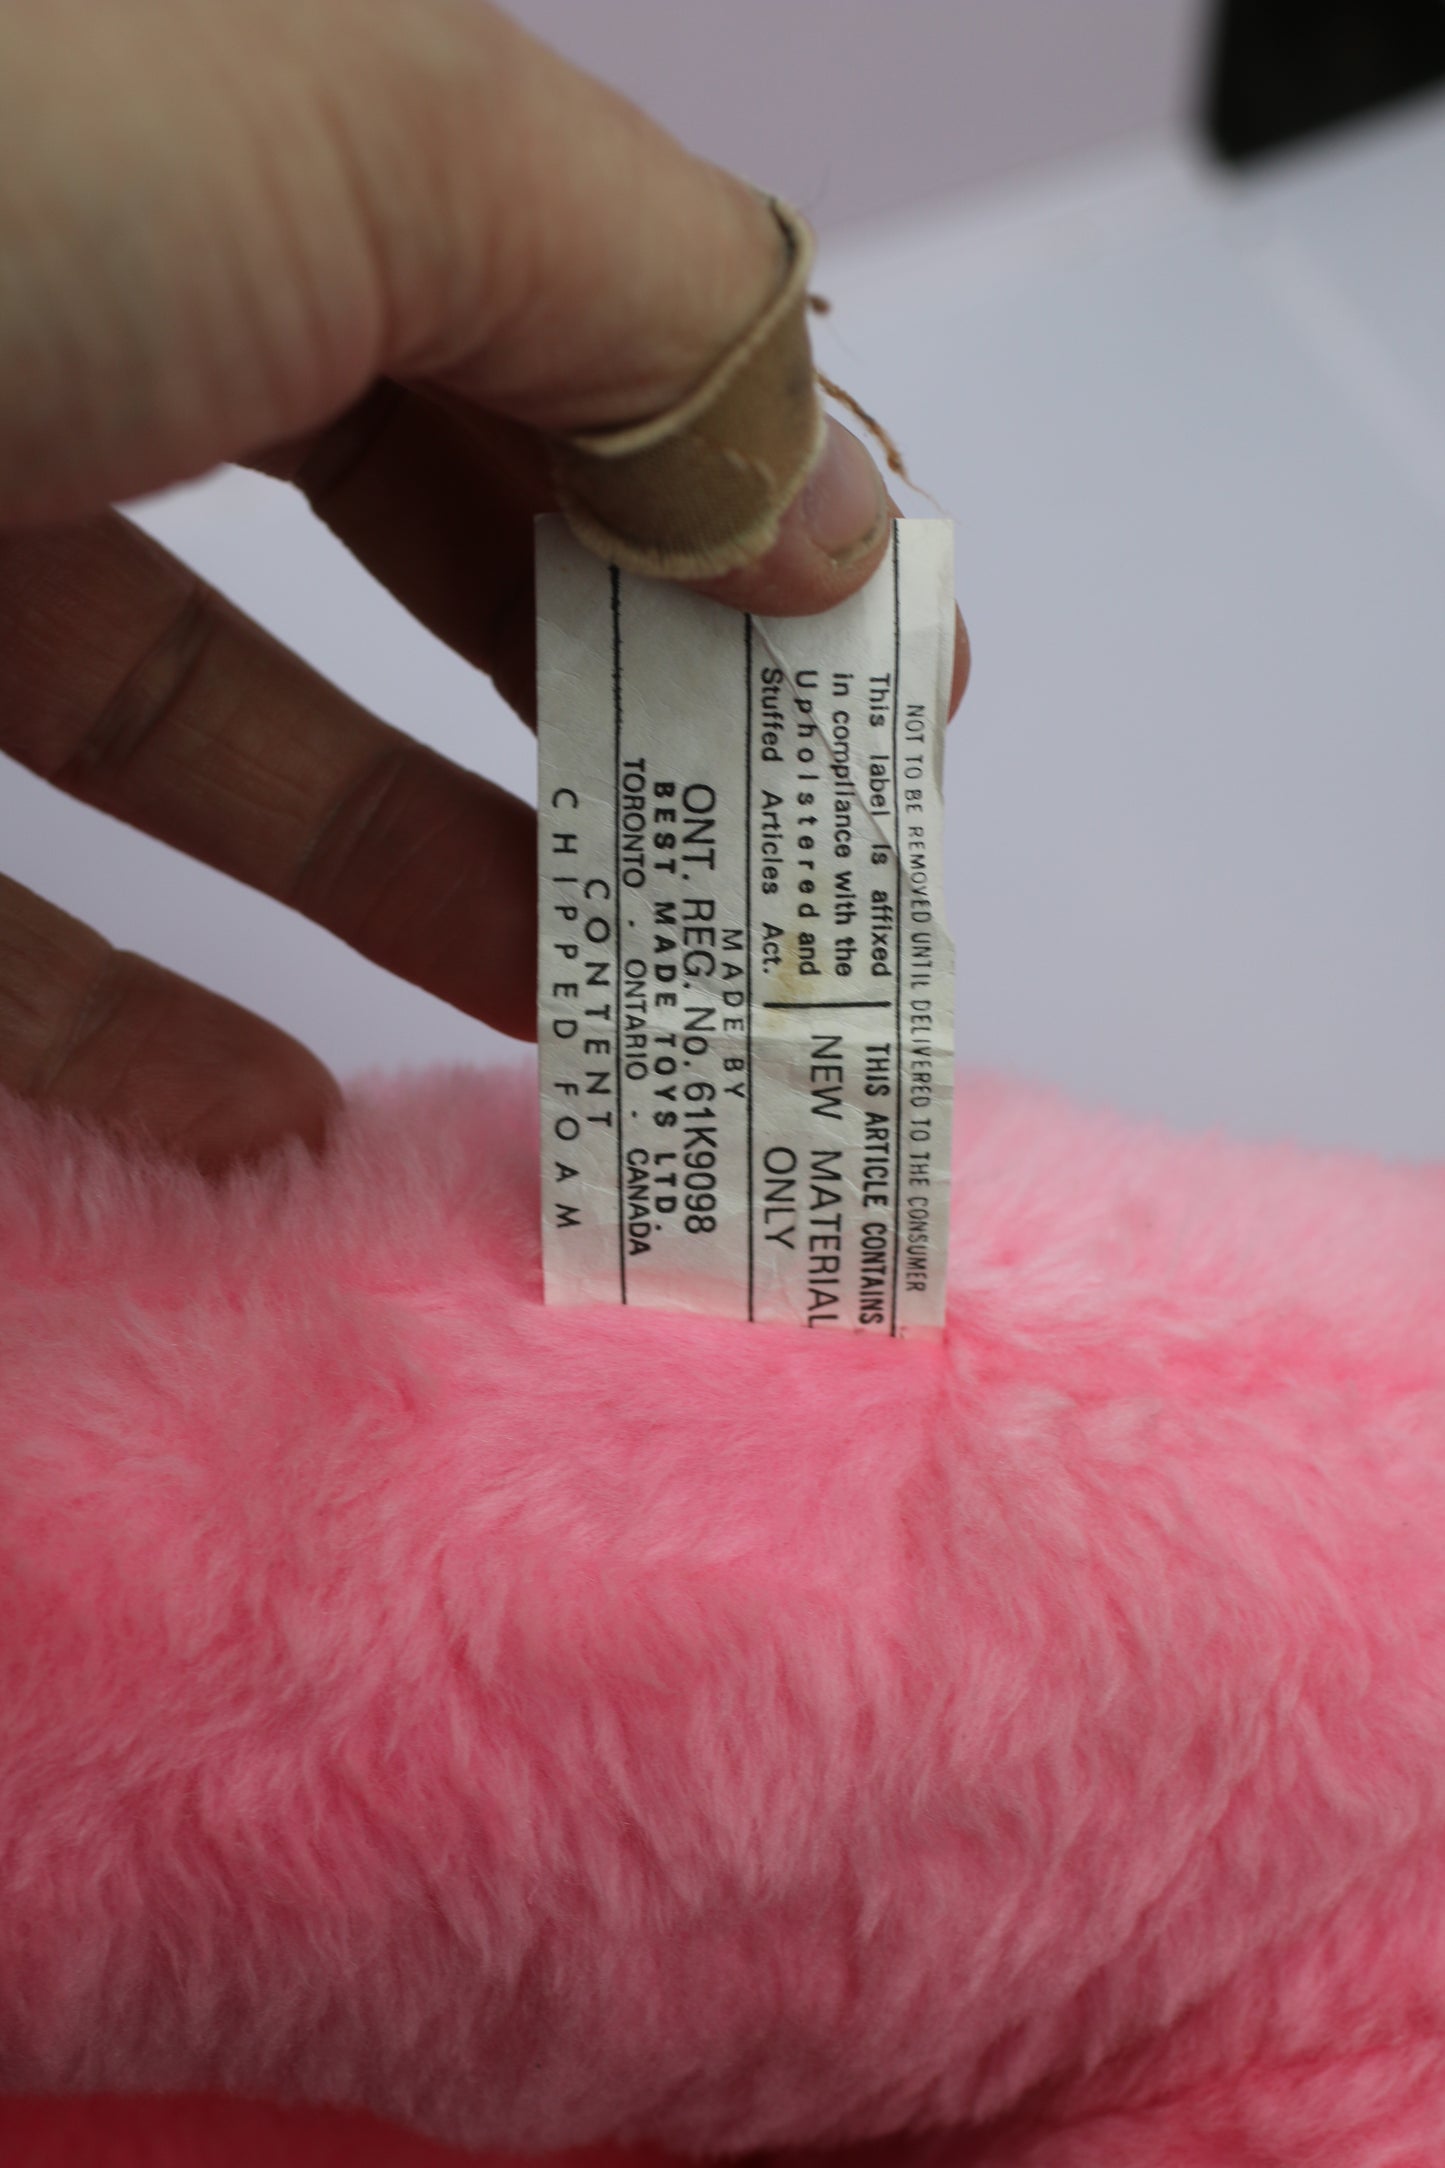 NOT TO BE REMOVED UNTIL DELIVERED TO THE CONSUMER
This label is affixed
in compliance with the
Upholstered and
Stuffed Articles Act.
THIS ARTICLE CONTAINS
NEW MATERIAL
ONLY
MADE BY
ONT. REG. No. 61K9098
BEST MADE TOYS LTD.
TORONTO . ONTARIO . CANADA
CONTENT
CHIPPED FOAM